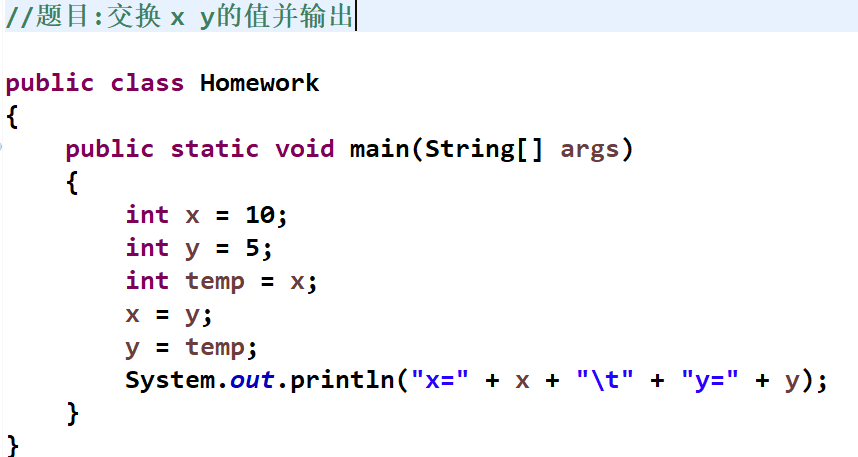 //题目:交换 x y的值并输出
public class Homework
{
    public static void main(String[] args)
    {
        int x = 10;
        int y = 5;
        int temp = x;
        x = y;
        y = temp;
        System.out.println("x=" + x + "\t" + "y=" + y);
    }
}